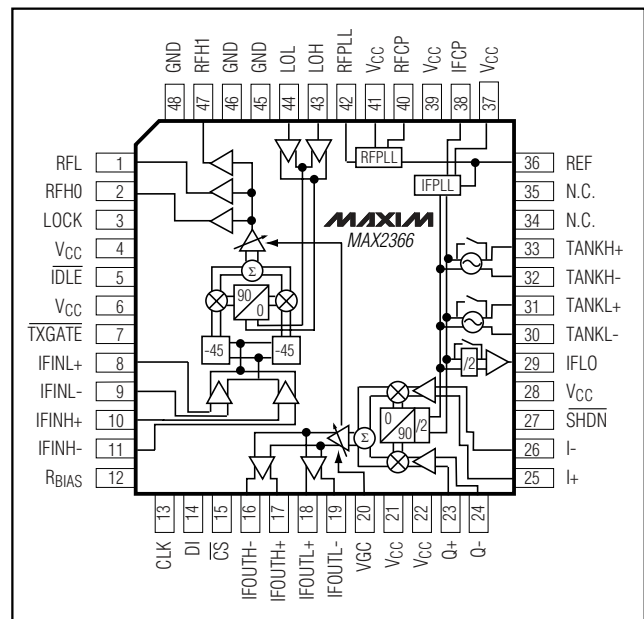 GND
RFH1
GND
GND
LOL
LOH
RFPLL
VCC
RFCP
VCC
IFCP
VCC
48
47
46
45
44
43
42
41
40
39
38
37
RFL 1
RFH0 2
LOCK 3
VCC 4
IDLE 5
VCC 6
TXGATE 7
IFINL+ 8
IFINL- 9
IFINH+ 10
IFINH- 11
RBIAS 12
RFPLL
IFPLL
MAXIM
MAX2366
Σ
90
0
-45
-45
/2
0
90
/2
Σ
36 REF
35 N.C.
34 N.C.
33 TANKH+
32 TANKH-
31 TANKL+
30 TANKL-
29 IFLO
28 VCC
27 SHDN
26 I-
25 I+
13
14
15
16
17
18
19
20
21
22
23
24
CLK
DI
CS
IFOUTH-
IFOUTH+
IFOUTL+
IFOUTL-
VGC
VCC
VCC
Q+
Q-